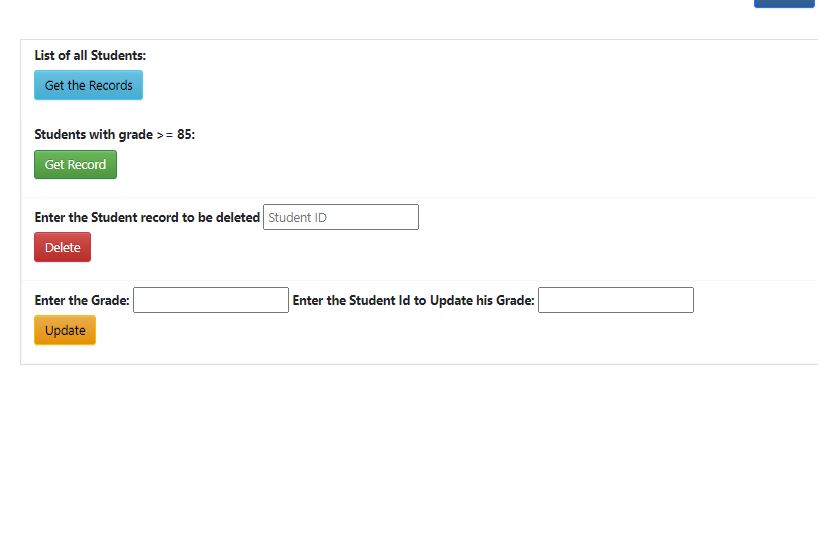 List of all Students:
Get the Records
Students with grade >= 85:
Get Record
Enter the Student record to be deleted Student ID
Delete
Enter the Grade: Enter the Student Id to Update his Grade:
Update